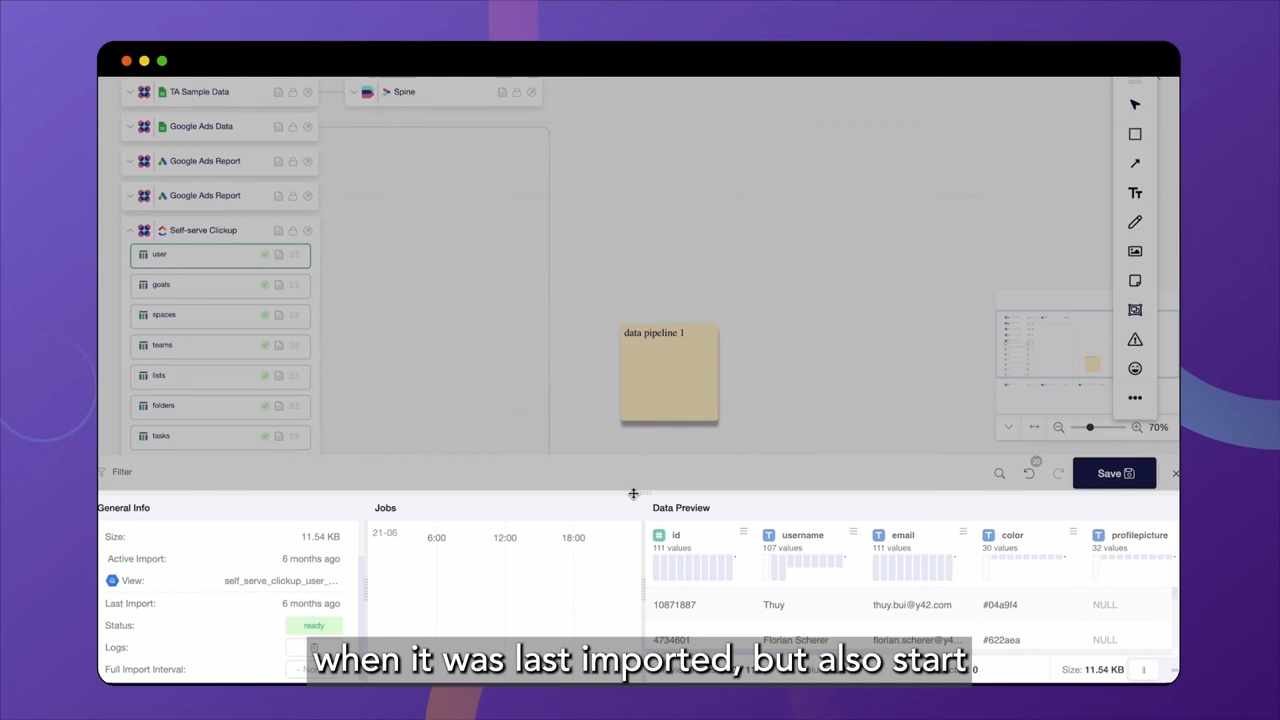 TA Sample Data
Spine
Google Ads Data
Google Ads Report
Google Ads Report
Self-serve Clickup
user
goals
spaces
teams
lists
folders
tasks
data pipeline 1
Tт
70%
Filter
Save
General Info
Size: 11.54 KB
Active Import: 6 months ago
View: self_serve_clickup_user_...
Last Import: 6 months ago
Status: ready
Logs:
Full Import Interval:
Jobs
21-06 6:00 12:00 18:00
Data Preview
id username email color profilepicture
111 values 107 values 111 values 30 values 32 values
10871887 Thuy thuy.bui@y42.com #04a9f4 NULL
4734601 Florian Scherer florian.scherer@y4... #622aea NULL
Size: 11.54 KB
when it was last imported, but also start